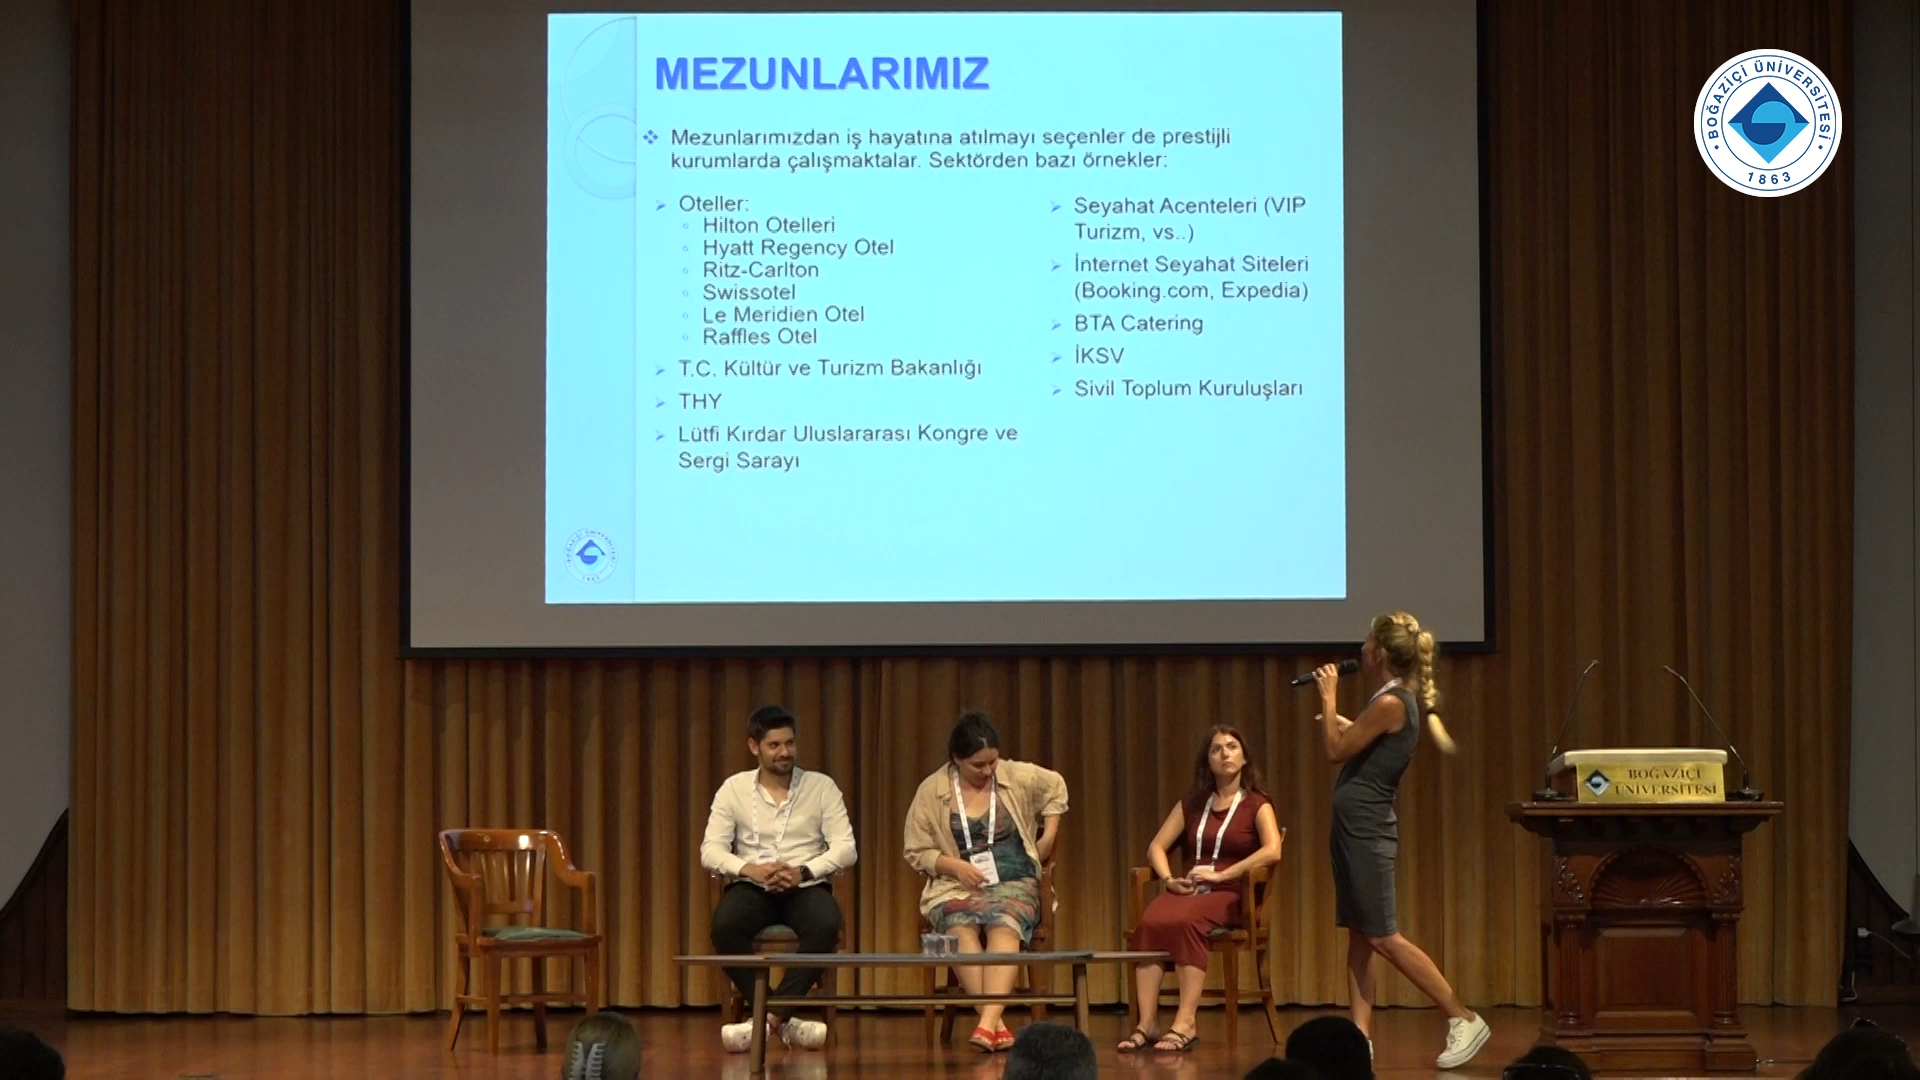 MEZUNLARIMIZ
Mezunlarımızdan iş hayatına atılmayı seçenler de prestijli
kurumlarda çalışmaktalar. Sektörden bazı örnekler:
Oteller:
Hilton Otelleri
Hyatt Regency Otel
Ritz-Carlton
Swissotel
Le Meridien Otel
Raffles Otel
T.C. Kültür ve Turizm Bakanlığı
THY
Lütfi Kırdar Uluslararası Kongre ve
Sergi Sarayı
Seyahat Acenteleri (VIP
Turizm, vs..)
İnternet Seyahat Siteleri
(Booking.com, Expedia)
BTA Catering
İKSV
Sivil Toplum Kuruluşları
BOĞAZİÇİ ÜNİVERSİTESİ
1863
BOĞAZİÇİ
ÜNİVERSİTESİ